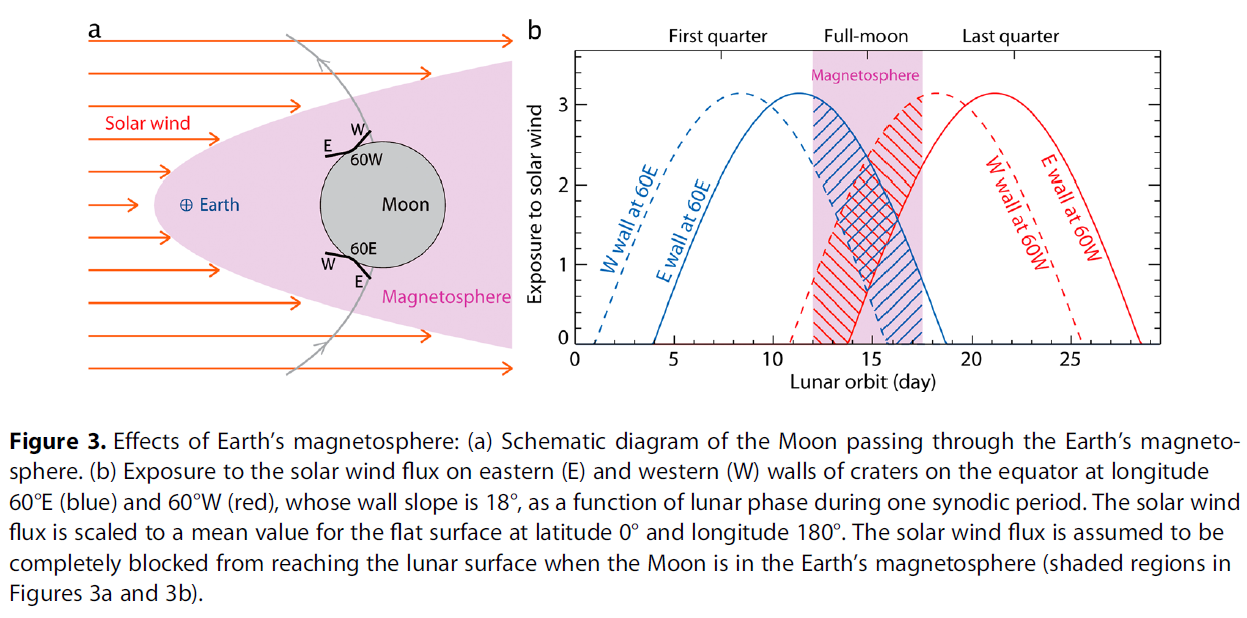 a
Solar wind
Earth
Moon
W
E
60W
60E
W
E
Magnetosphere
b
First quarter
Full-moon
Last quarter
Magnetosphere
Exposure to solar wind
3
2
1
0
W wall at 60E
E wall at 60E
W wall at 60W
E wall at 60W
0 5 10 15 20 25
Lunar orbit (day)
Figure 3. Effects of Earth's magnetosphere: (a) Schematic diagram of the Moon passing through the Earth's magneto-
sphere. (b) Exposure to the solar wind flux on eastern (E) and western (W) walls of craters on the equator at longitude
60°E (blue) and 60°W (red), whose wall slope is 18°, as a function of lunar phase during one synodic period. The solar wind
flux is scaled to a mean value for the flat surface at latitude 0° and longitude 180°. The solar wind flux is assumed to be
completely blocked from reaching the lunar surface when the Moon is in the Earth's magnetosphere (shaded regions in
Figures 3a and 3b).